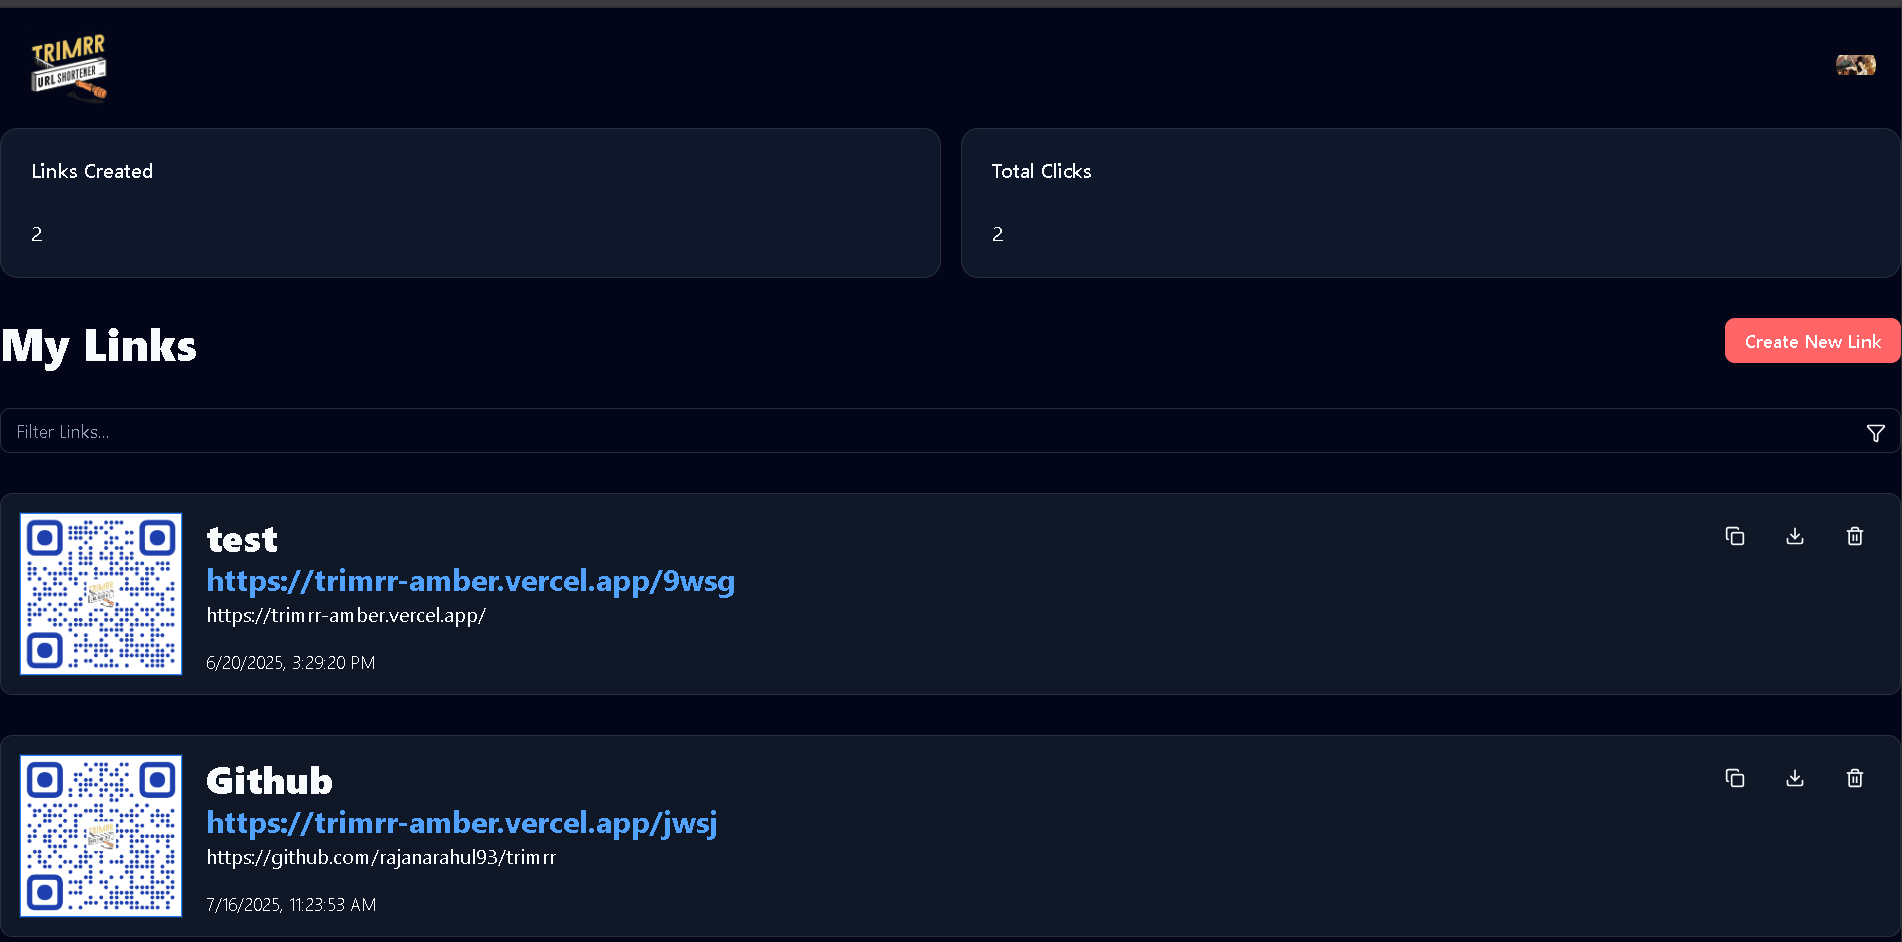 TRIMRR
URL SHORTENER
Links Created
2
Total Clicks
2
My Links
Create New Link
Filter Links...
test
https://trimrr-amber.vercel.app/9wsg
https://trimrr-amber.vercel.app/
6/20/2025, 3:29:20 PM
Github
https://trimrr-amber.vercel.app/jwsj
https://github.com/rajanarahul93/trimrr
7/16/2025, 11:23:53 AM